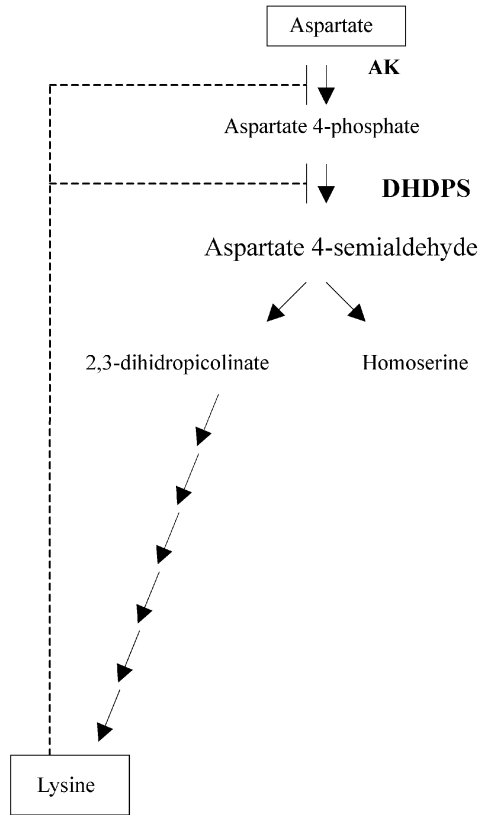 Aspartate
AK
Aspartate 4-phosphate
DHDPS
Aspartate 4-semialdehyde
2,3-dihidropicolinate
Homoserine
Lysine